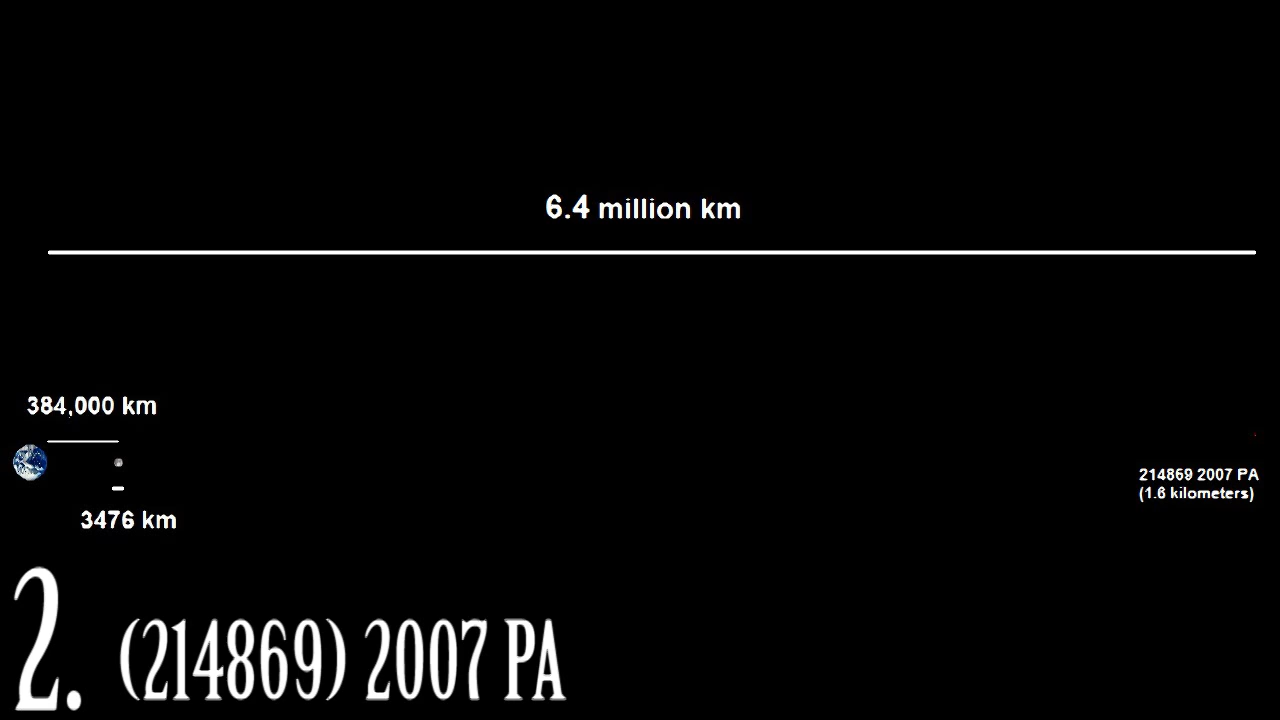 6.4 million km
384,000 km
214869 2007 PA
(1.6 kilometers)
3476 km
2. (214869) 2007 PA